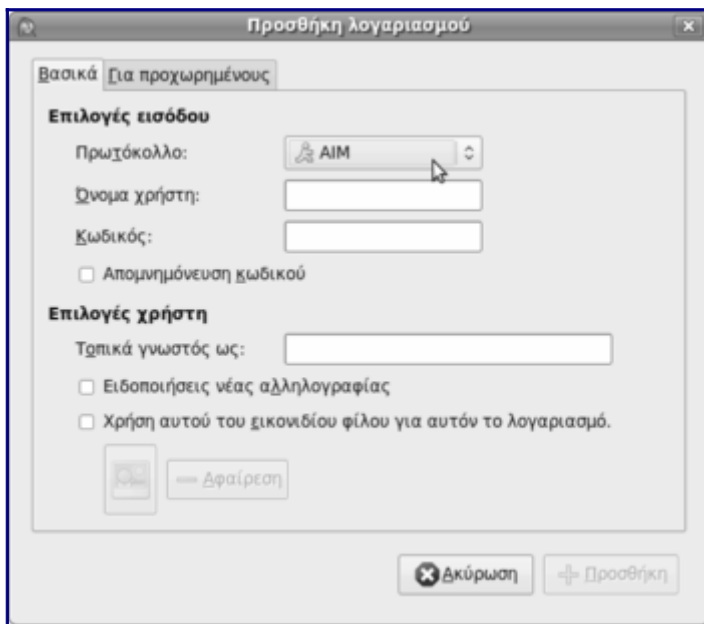 Προσθήκη λογαριασμού
Βασικά Για προχωρημένους
Επιλογές εισόδου
Πρωτόκολλο: AIM
Όνομα χρήστη:
Κωδικός:
Απομνημόνευση κωδικού
Επιλογές χρήστη
Τοπικά γνωστός ως:
Ειδοποιήσεις νέας αλληλογραφίας
Χρήση αυτού του εικονιδίου φίλου για αυτόν το λογαριασμό.
Αφαίρεση
Ακύρωση Προσθήκη